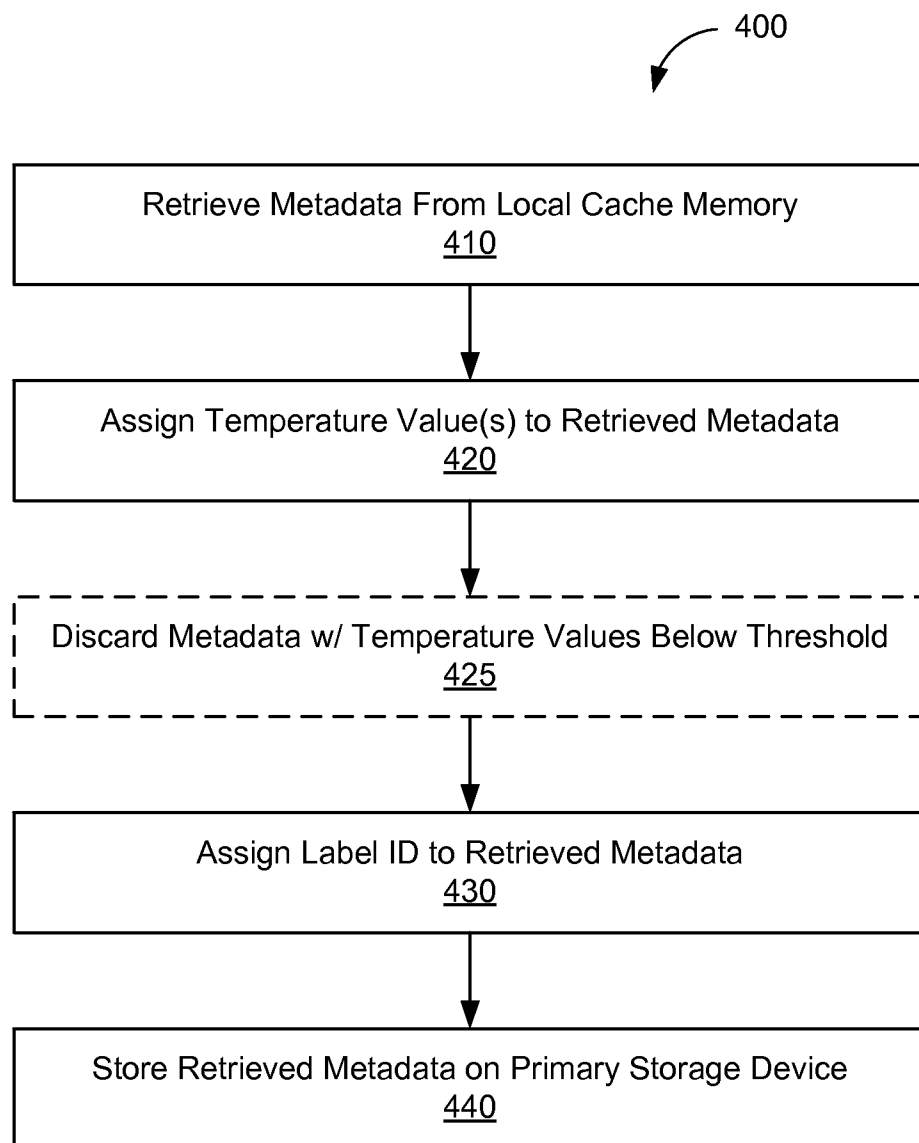 400
Retrieve Metadata From Local Cache Memory
410
Assign Temperature Value(s) to Retrieved Metadata
420
Discard Metadata w/ Temperature Values Below Threshold
425
Assign Label ID to Retrieved Metadata
430
Store Retrieved Metadata on Primary Storage Device
440